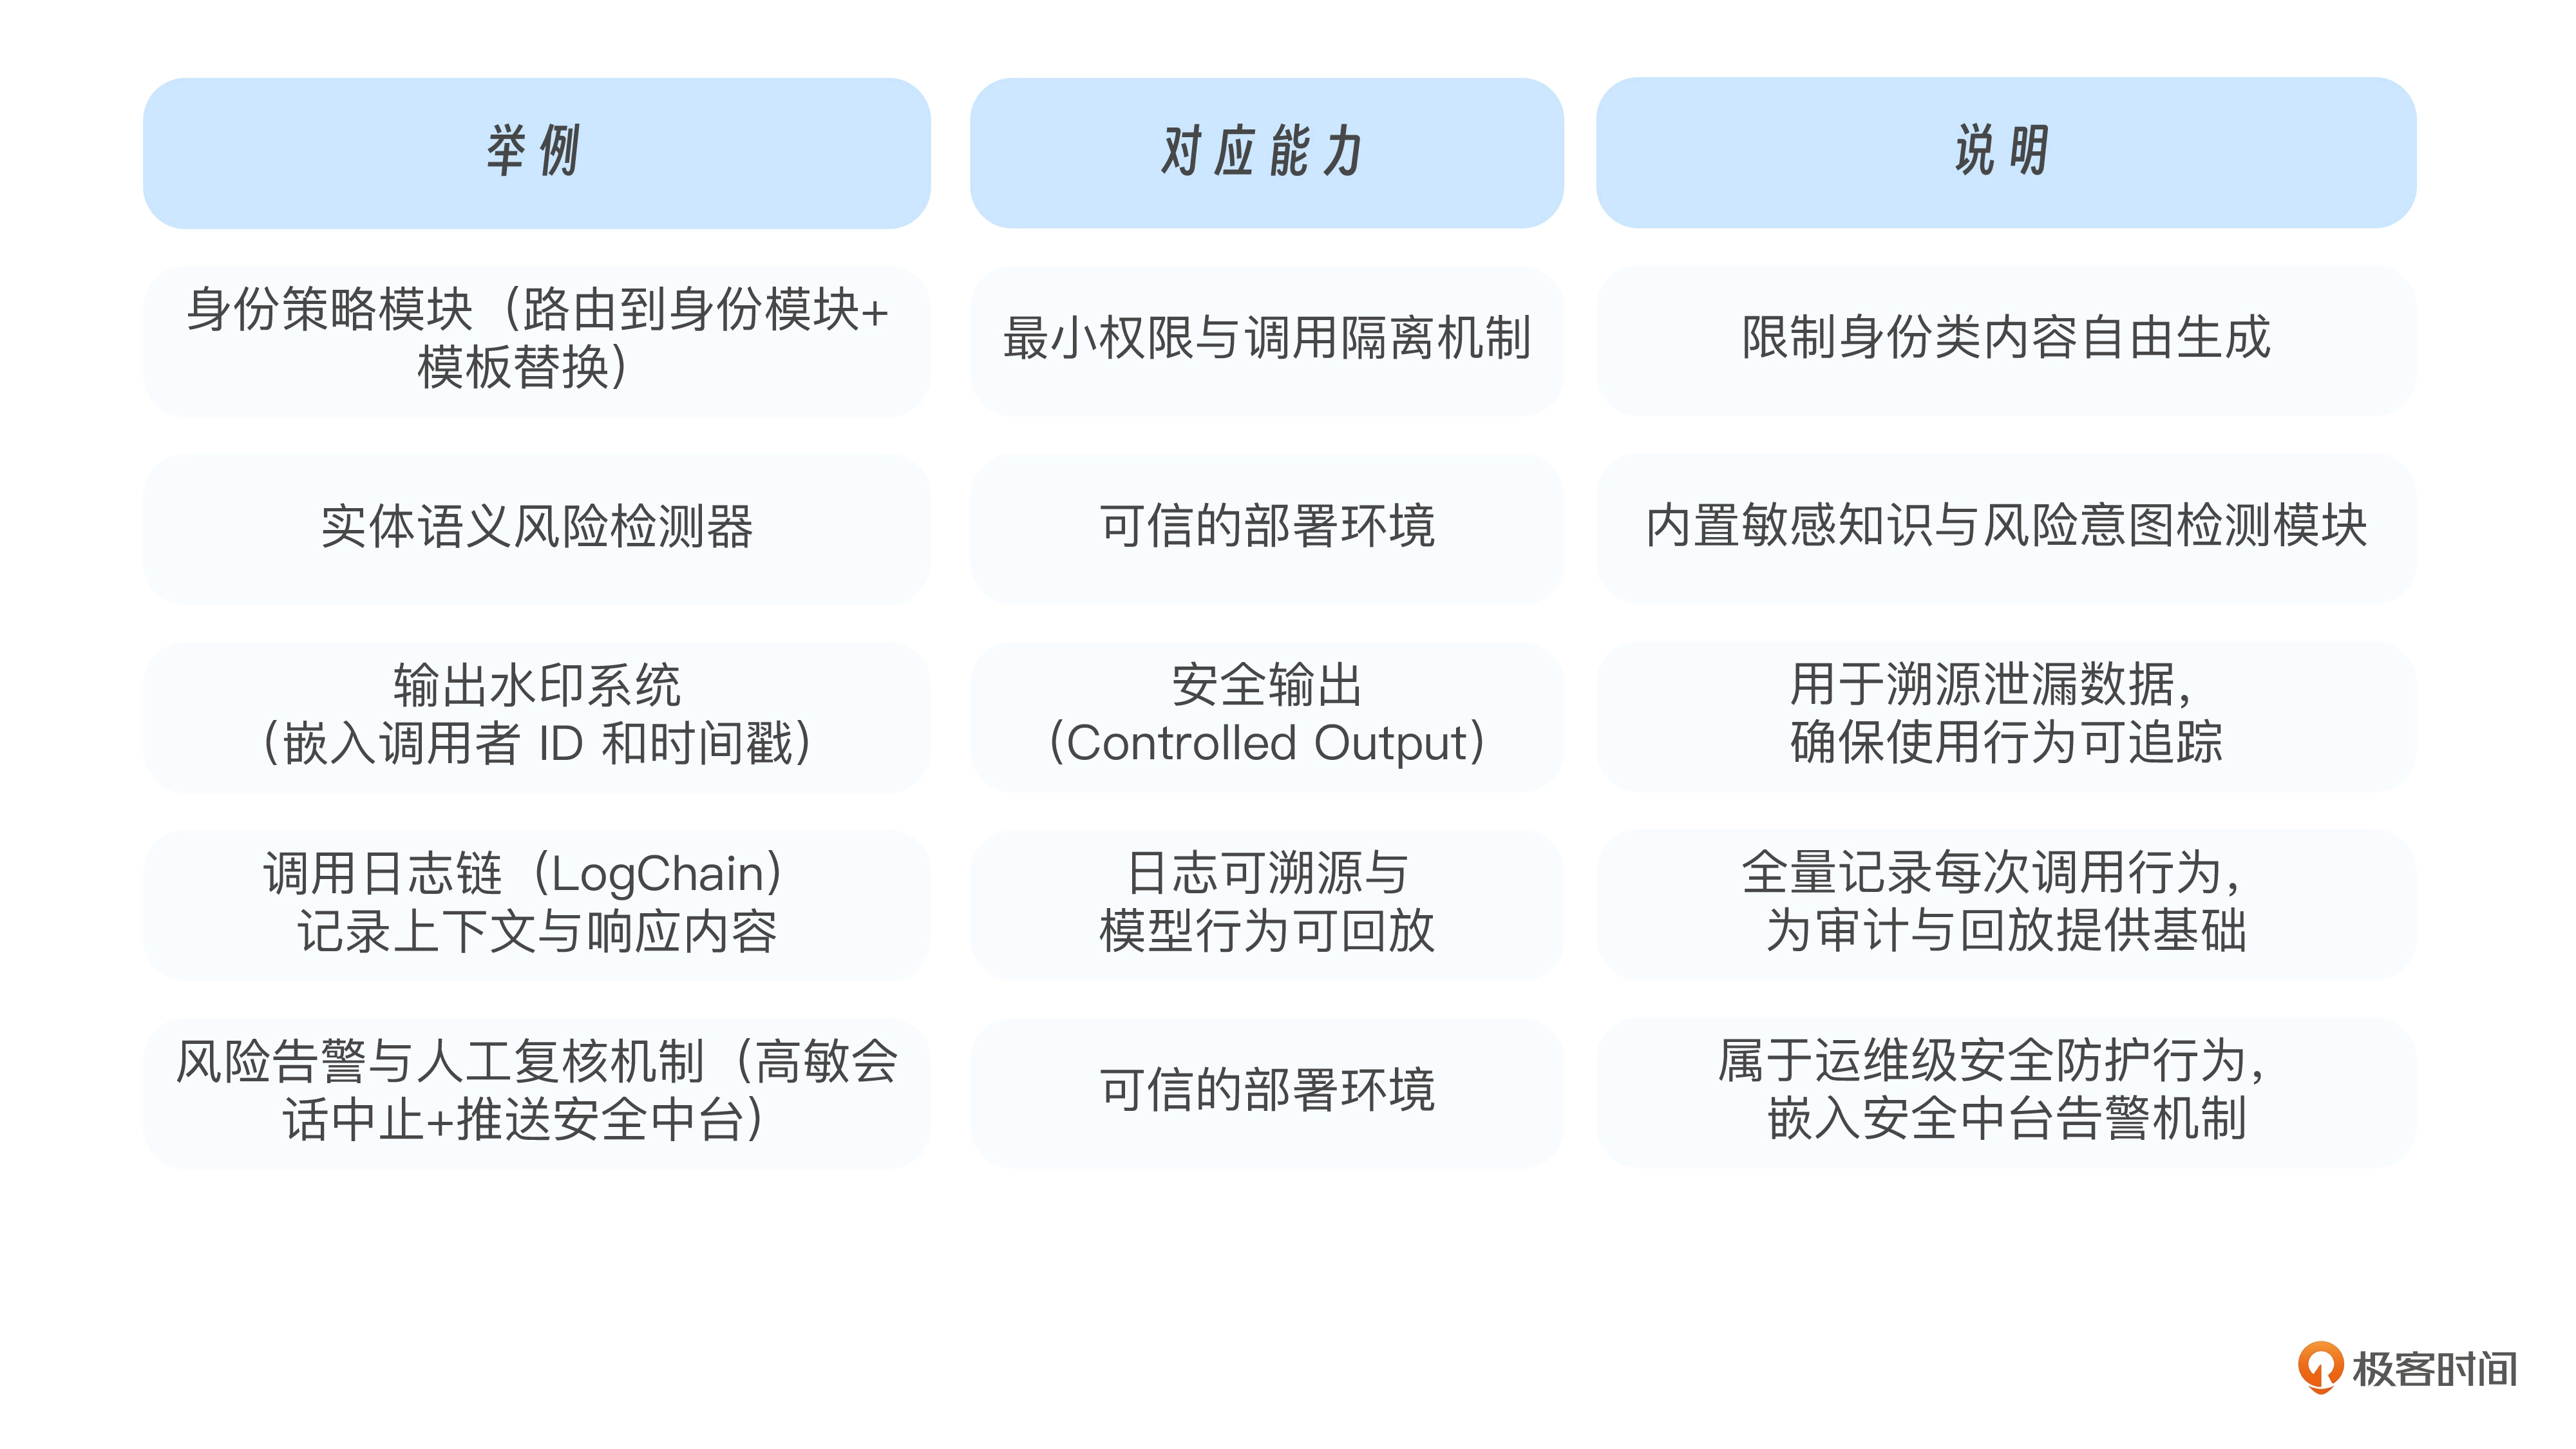 举例
对应能力
说明
身份策略模块（路由到身份模块+
模板替换）
最小权限与调用隔离机制
限制身份类内容自由生成
实体语义风险检测器
可信的部署环境
内置敏感知识与风险意图检测模块
输出水印系统
（嵌入调用者 ID 和时间戳）
安全输出
（Controlled Output）
用于溯源泄漏数据，
确保使用行为可追踪
调用日志链（LogChain）
记录上下文与响应内容
日志可溯源与
模型行为可回放
全量记录每次调用行为，
为审计与回放提供基础
风险告警与人工复核机制（高敏会
话中止+推送安全中台）
可信的部署环境
属于运维级安全防护行为，
嵌入安全中台告警机制
极客时间